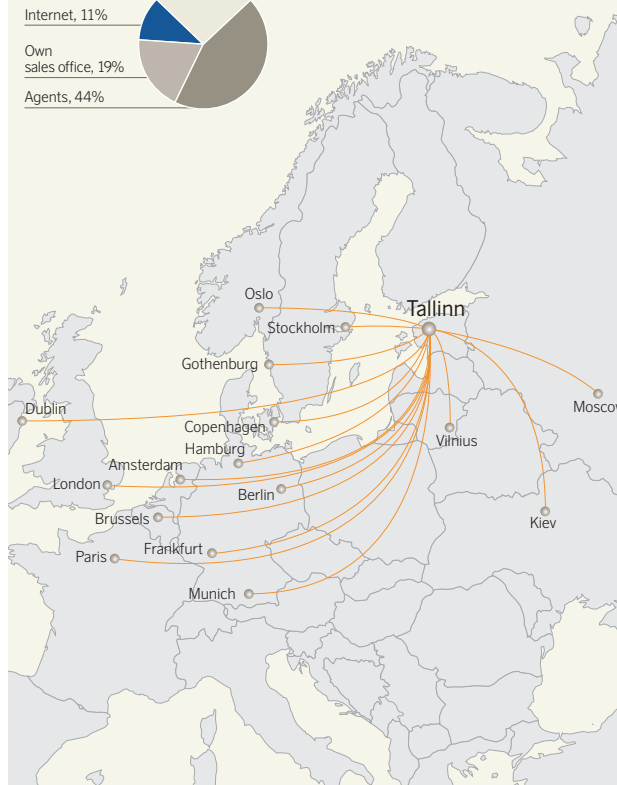 Internet, 11%
Own
sales office, 19%
Agents, 44%
Oslo
Tallinn
Stockholm
Gothenburg
Dublin
Copenhagen
Vilnius
Hamburg
Amsterdam
London
Berlin
Brussels
Kiev
Frankfurt
Paris
Munich